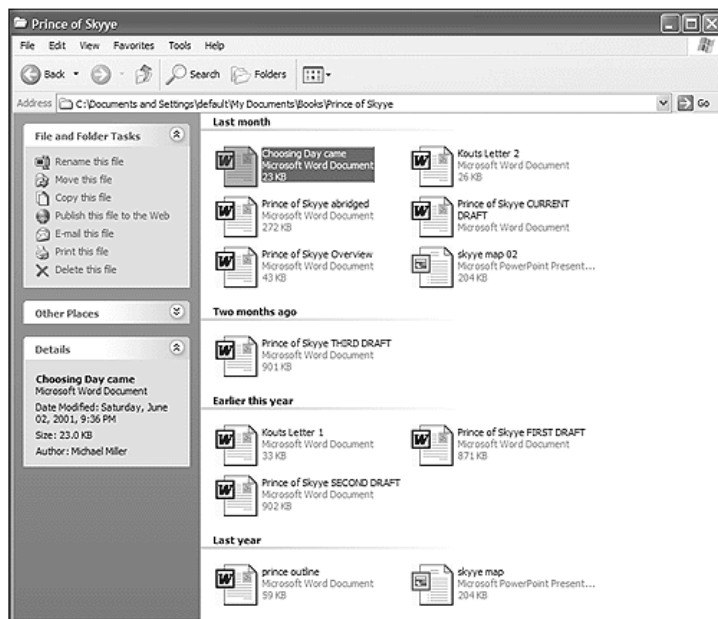 Prince of Skyye
File Edit View Favorites Tools Help
Back Search Folders
Address C:\Documents and Settings\default\My Documents\Books\Prince of Skyye Go
File and Folder Tasks
Rename this file
Move this file
Copy this file
Publish this file to the Web
E-mail this file
Print this file
Delete this file
Other Places
Details
Choosing Day came
Microsoft Word Document
Date Modified: Saturday, June
02, 2001, 9:36 PM
Size: 23.0 KB
Author: Michael Miller
Last month
Choosing Day came
Microsoft Word Document
23 KB
Kouts Letter 2
Microsoft Word Document
26 KB
Prince of Skyye abridged
Microsoft Word Document
272 KB
Prince of Skyye CURRENT
DRAFT
Microsoft Word Document
Prince of Skyye Overview
Microsoft Word Document
43 KB
skyye map 02
Microsoft PowerPoint Present...
204 KB
Two months ago
Prince of Skyye THIRD DRAFT
Microsoft Word Document
901 KB
Earlier this year
Kouts Letter 1
Microsoft Word Document
33 KB
Prince of Skyye FIRST DRAFT
Microsoft Word Document
871 KB
Prince of Skyye SECOND DRAFT
Microsoft Word Document
902 KB
Last year
prince outline
Microsoft Word Document
59 KB
skyye map
Microsoft PowerPoint Present...
204 KB